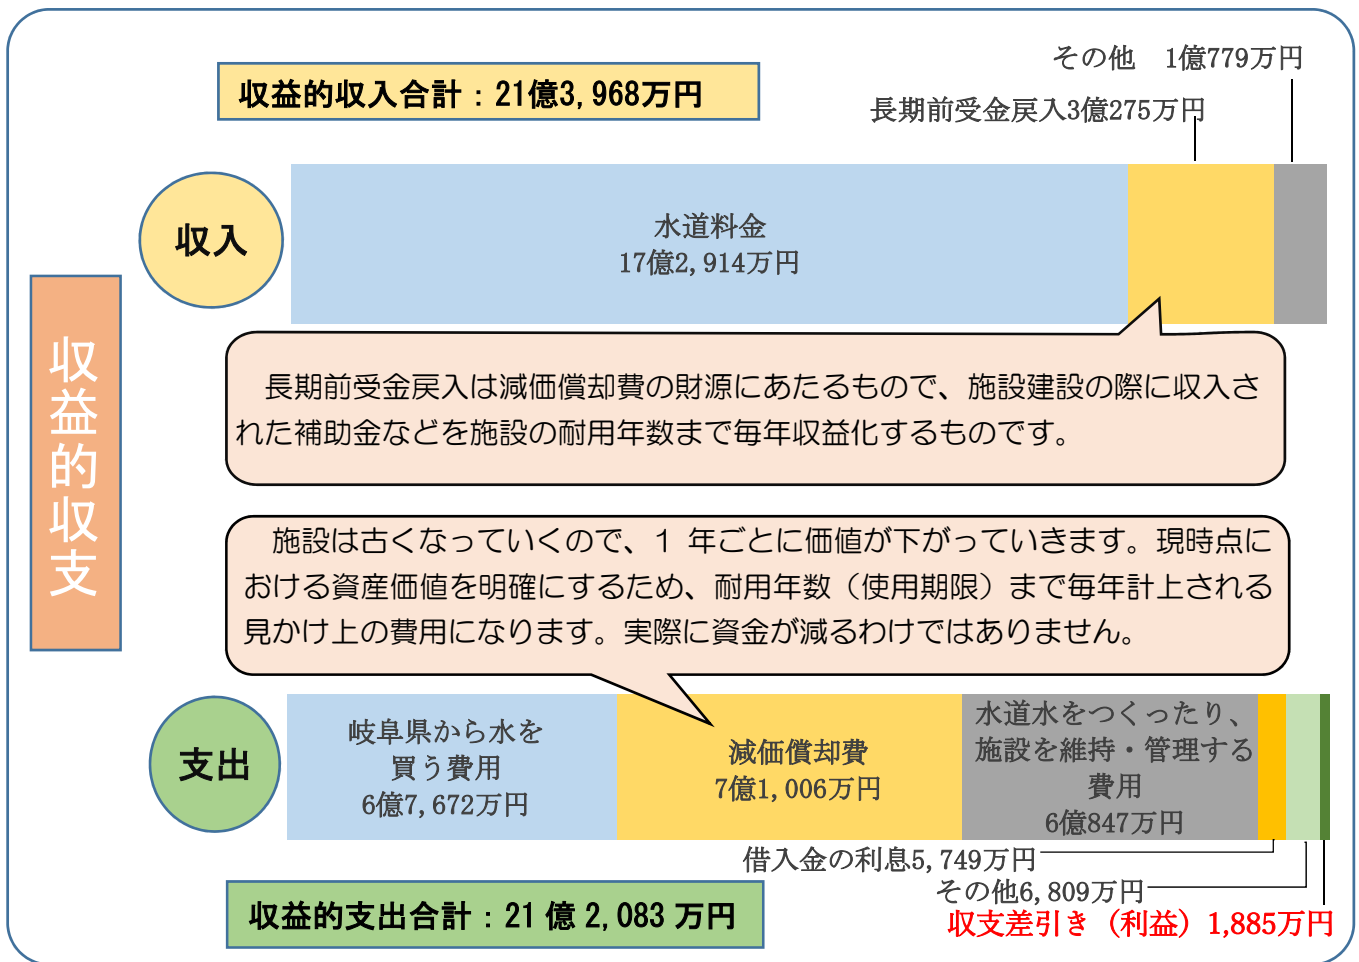 その他　1億779万円
収益的収入合計：21億3,968万円
長期前受金戻入3億275万円
収入
水道料金
17億2,914万円
収益的収支
　長期前受金戻入は減価償却費の財源にあたるもので、施設建設の際に収入さ
れた補助金などを施設の耐用年数まで毎年収益化するものです。
　施設は古くなっていくので、1 年ごとに価値が下がっていきます。現時点に
おける資産価値を明確にするため、耐用年数（使用期限）まで毎年計上される
見かけ上の費用になります。実際に資金が減るわけではありません。
支出
岐阜県から水を
買う費用
6億7,672万円
減価償却費
7億1,006万円
水道水をつくったり、
施設を維持・管理する
費用
6億847万円
借入金の利息5,749万円
その他6,809万円
収支差引き（利益）1,885万円
収益的支出合計：21 億 2,083 万円